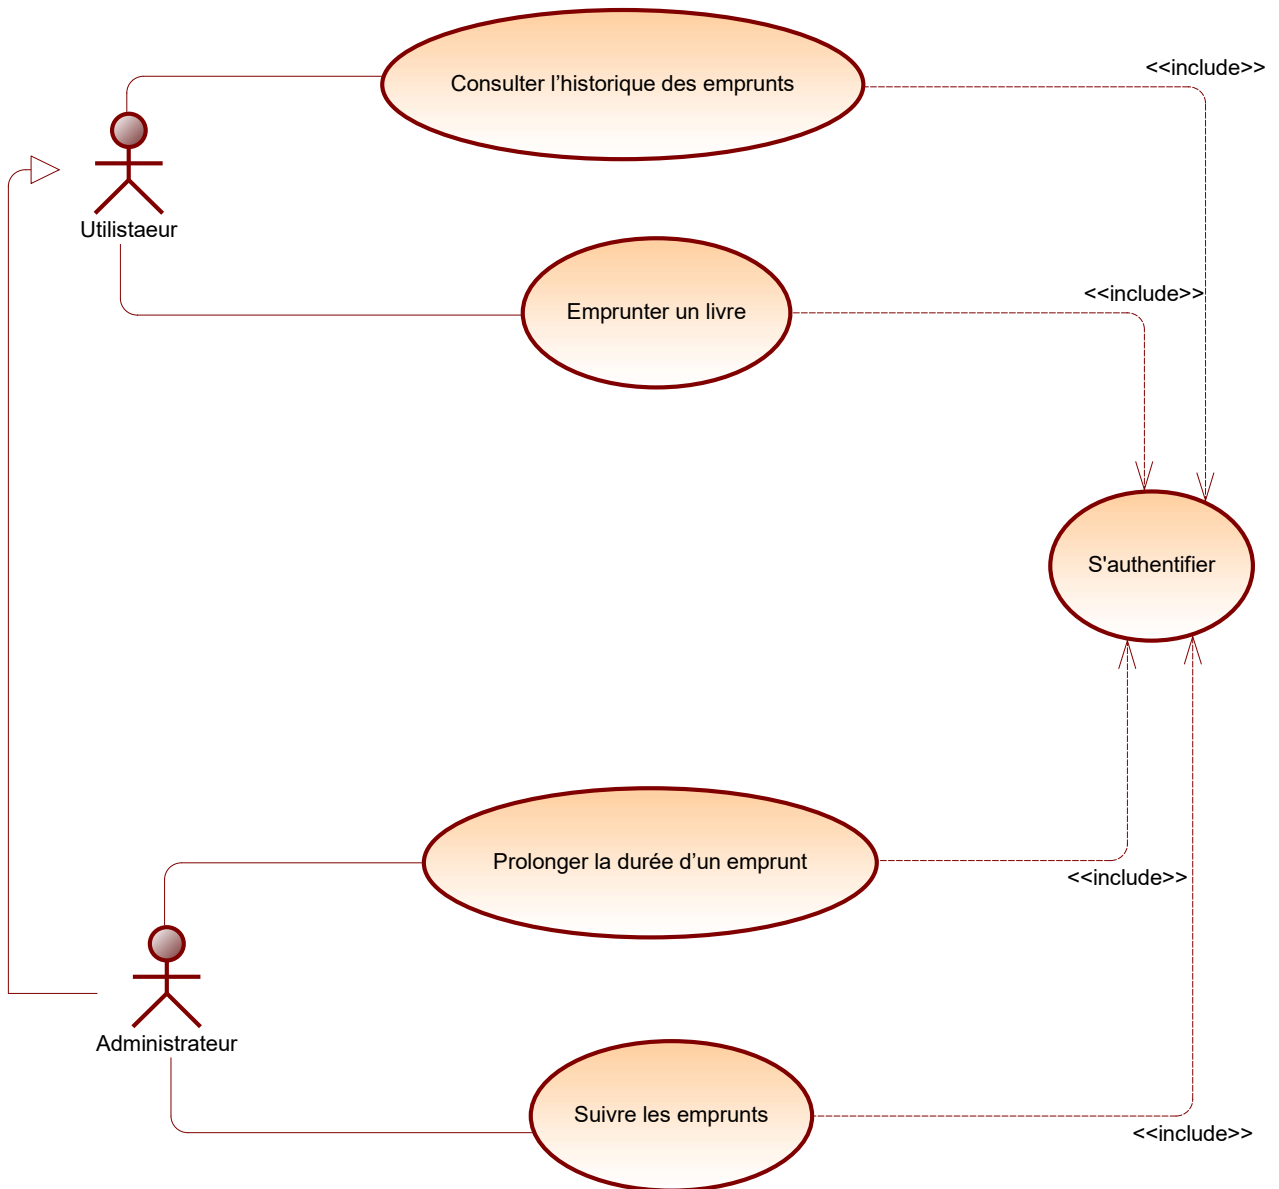 <<include>>
Consulter l’historique des emprunts
Utilistaeur
<<include>>
Emprunter un livre
S'authentifier
Prolonger la durée d’un emprunt
<<include>>
Administrateur
Suivre les emprunts
<<include>>